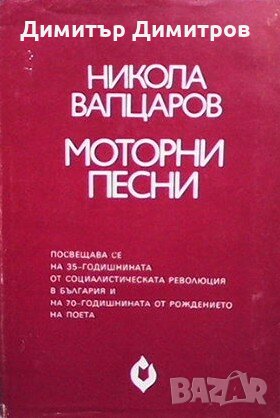 Димитър Димитров
НИКОЛА
ВАПЦАРОВ
МОТОРНИ
ПЕСНИ
ПОСВЕЩАВА СЕ
НА 35-ГОДИШНИНАТА
ОТ СОЦИАЛИСТИЧЕСКАТА РЕВОЛЮЦИЯ
В БЪЛГАРИЯ И
НА 70-ГОДИШНИНАТА ОТ РОЖДЕНИЕТО
НА ПОЕТА
BAZAR